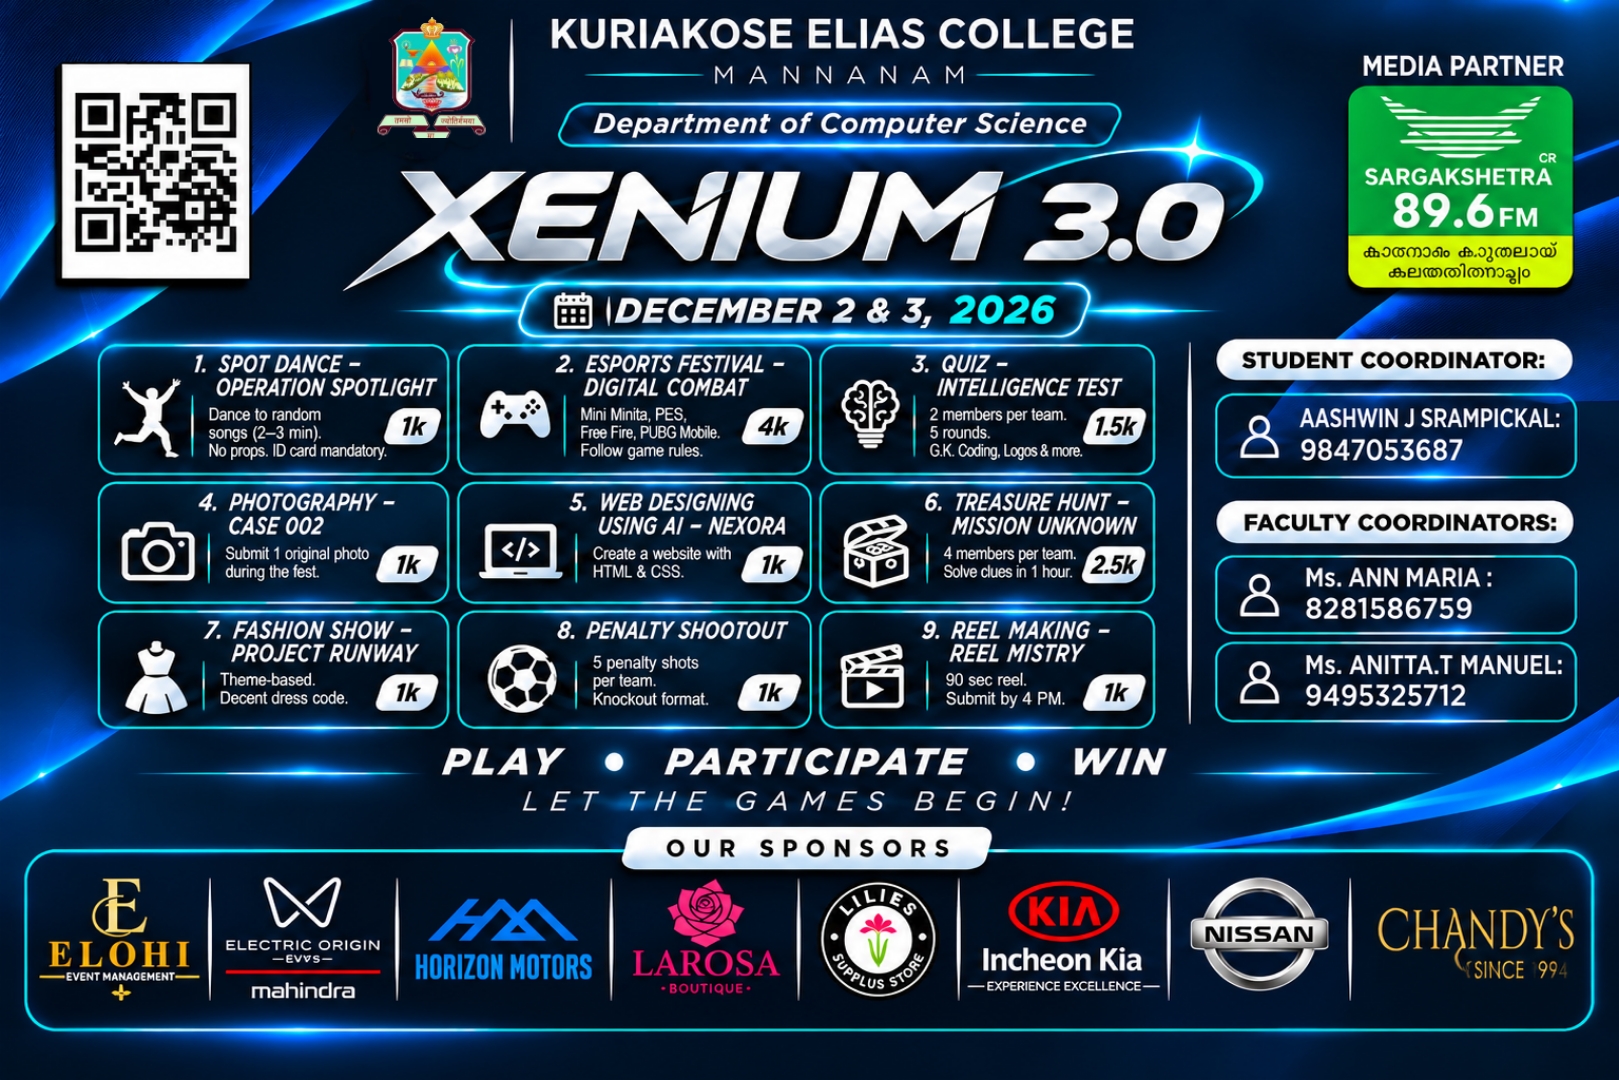 KURIAKOSE ELIAS COLLEGE
MANNANAM
Department of Computer Science
XENIUM 3.0
DECEMBER 2 & 3, 2026
MEDIA PARTNER
CR
SARGAKSHETRA
89.6 FM
1. SPOT DANCE –
OPERATION SPOTLIGHT
Dance to random
songs (2–3 min).
No props. ID card mandatory.
1k
2. ESPORTS FESTIVAL –
DIGITAL COMBAT
Mini Minita, PES,
Free Fire, PUBG Mobile.
Follow game rules.
4k
3. QUIZ –
INTELLIGENCE TEST
2 members per team.
5 rounds.
G.K. Coding, Logos & more.
1.5k
4. PHOTOGRAPHY –
CASE 002
Submit 1 original photo
during the fest.
1k
5. WEB DESIGNING
USING AI – NEXORA
Create a website with
HTML & CSS.
1k
6. TREASURE HUNT –
MISSION UNKNOWN
4 members per team.
Solve clues in 1 hour.
2.5k
7. FASHION SHOW –
PROJECT RUNWAY
Theme-based.
Decent dress code.
1k
8. PENALTY SHOOTOUT
5 penalty shots
per team.
Knockout format.
1k
9. REEL MAKING –
REEL MISTRY
90 sec reel.
Submit by 4 PM.
1k
STUDENT COORDINATOR:
AASHWIN J SRAMPICKAL:
9847053687
FACULTY COORDINATORS:
Ms. ANN MARIA :
8281586759
Ms. ANITTA.T MANUEL:
9495325712
PLAY • PARTICIPATE • WIN
LET THE GAMES BEGIN!
OUR SPONSORS
E
ELOHI
EVENT MANAGEMENT
ELECTRIC ORIGIN
mahindra
HORIZON MOTORS
LAROSA
• BOUTIQUE •
LILIES
SUPPLUS STORE
KIA
Incheon Kia
EXPERIENCE EXCELLENCE
NISSAN
CHANDY'S
SINCE 1994